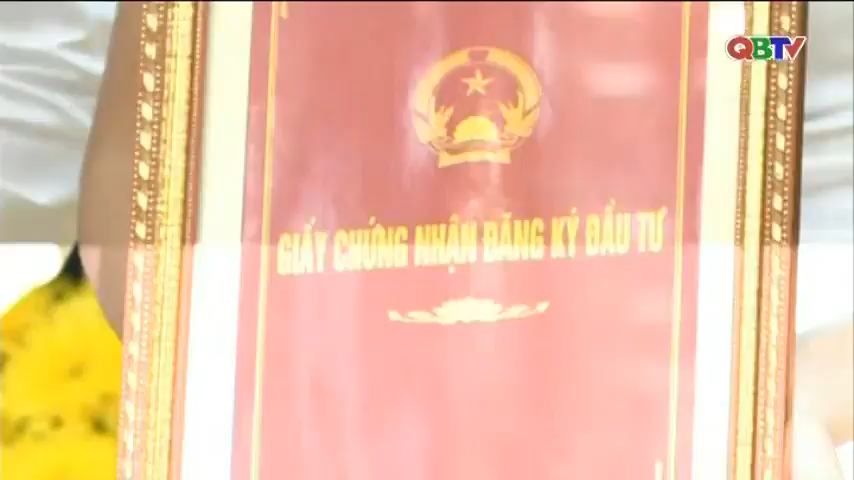 QBTV
GIẤY CHỨNG NHẬN ĐĂNG KÝ ĐẦU TƯ